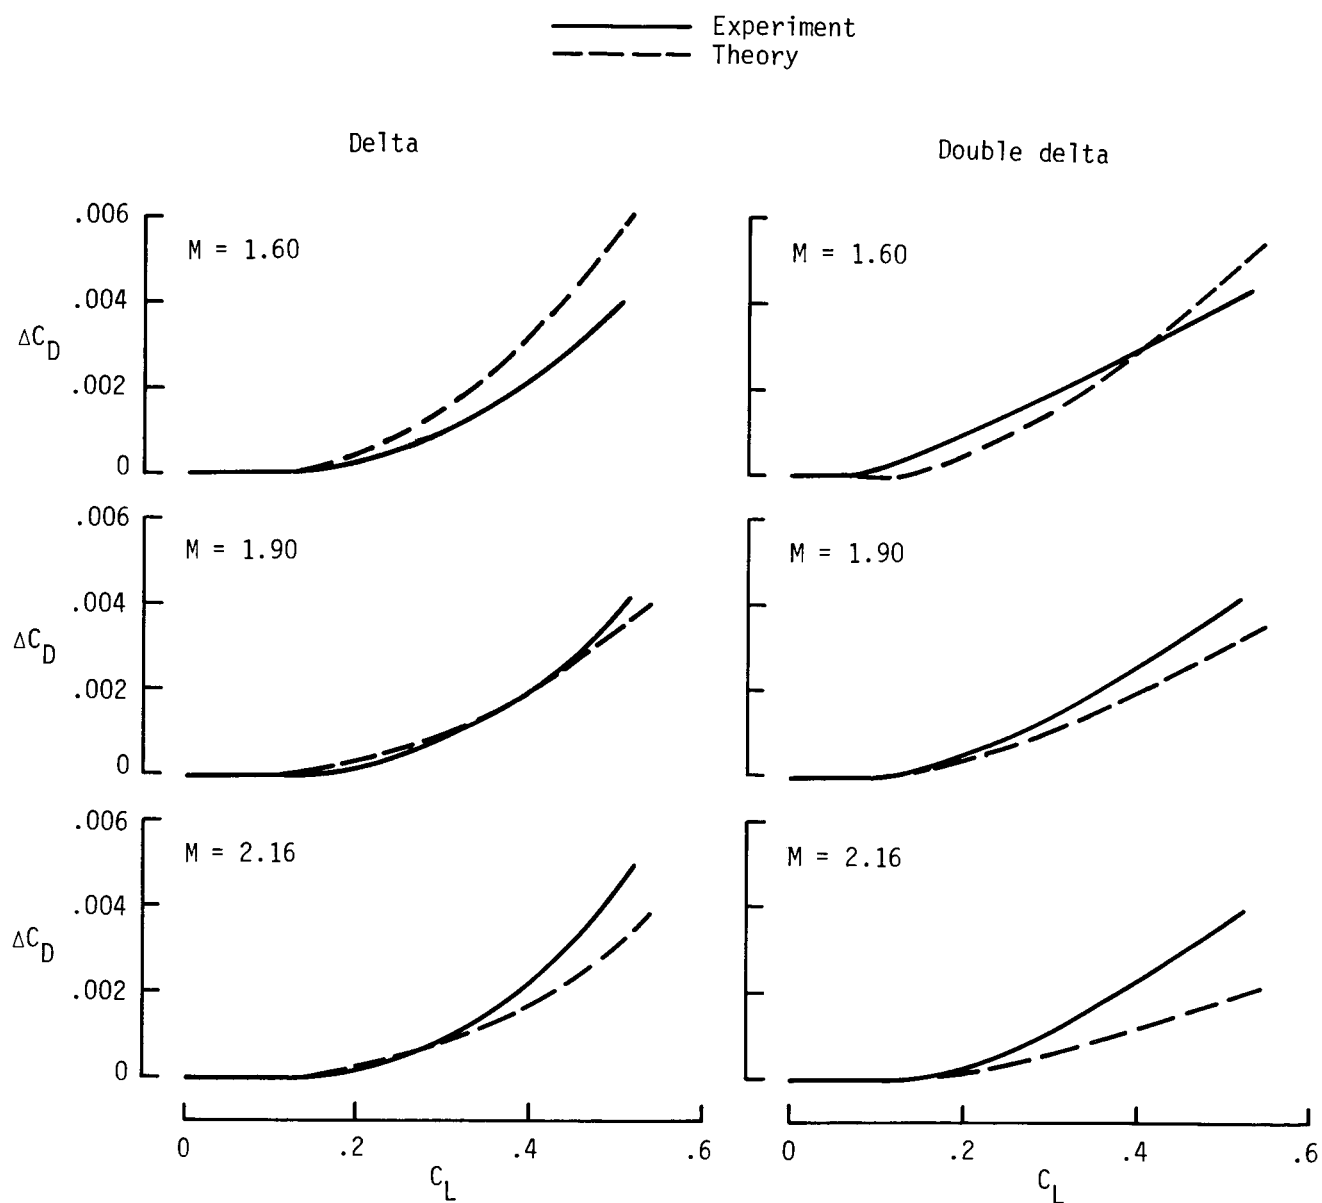 Experiment
Theory
Delta
Double delta
.006
M = 1.60
M = 1.60
.004
ΔC_D
.002
0
.006
M = 1.90
M = 1.90
.004
ΔC_D
.002
0
.006
M = 2.16
M = 2.16
.004
ΔC_D
.002
0
0 .2 .4 .6
C_L
0 .2 .4 .6
C_L